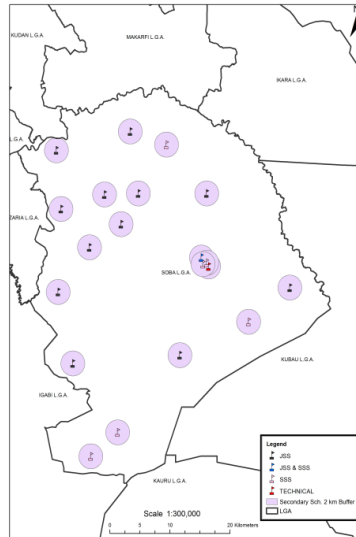 KUDAN L.G.A.
MAKARFI L.G.A.
IKARA L.G.A.
L.G.A.
ZARIA L.G.A.
SOBA L.G.A.
KUBAU L.G.A.
IGABI L.G.A.
KAURU L.G.A.
Scale 1:300,000
0 5 10 20 Kilometers
Legend
JSS
JSS & SSS
SSS
TECHNICAL
Secondary Sch. 2 km Buffer
LGA